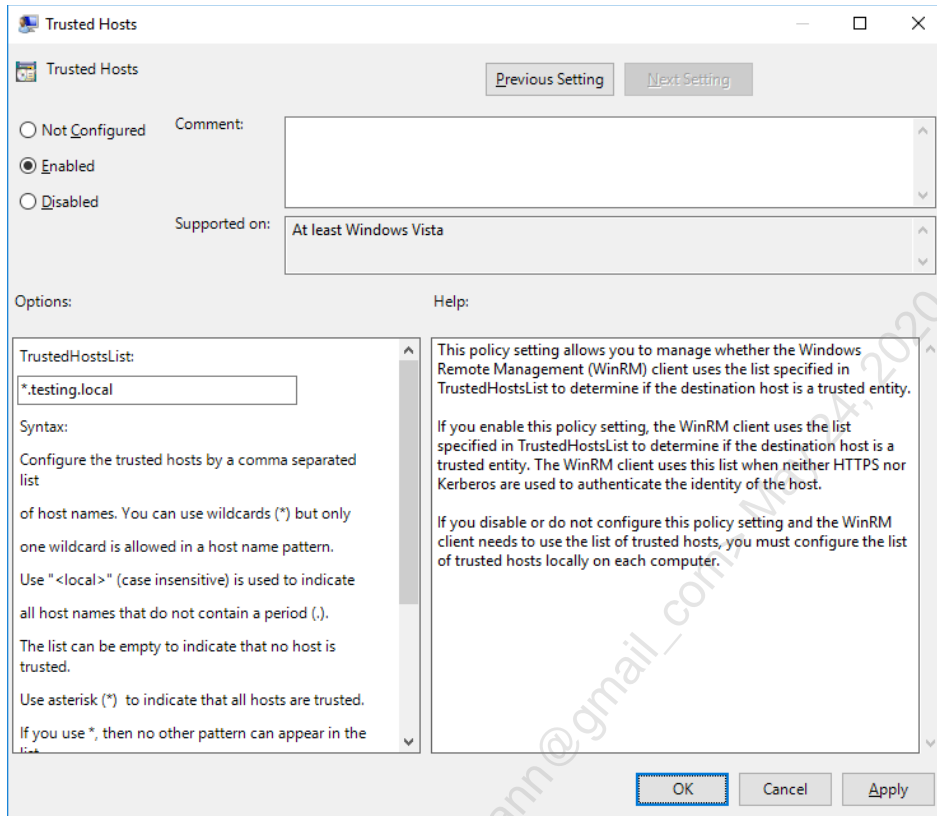 Trusted Hosts
Trusted Hosts
Previous Setting
Next Setting
Not Configured
Comment:
Enabled
Disabled
Supported on:
At least Windows Vista
Options:
Help:
TrustedHostsList:
*.testing.local
Syntax:
Configure the trusted hosts by a comma separated
list
of host names. You can use wildcards (*) but only
one wildcard is allowed in a host name pattern.
Use "<local>" (case insensitive) is used to indicate
all host names that do not contain a period (.).
The list can be empty to indicate that no host is
trusted.
Use asterisk (*)  to indicate that all hosts are trusted.
If you use *, then no other pattern can appear in the
This policy setting allows you to manage whether the Windows
Remote Management (WinRM) client uses the list specified in
TrustedHostsList to determine if the destination host is a trusted entity.
If you enable this policy setting, the WinRM client uses the list
specified in TrustedHostsList to determine if the destination host is a
trusted entity. The WinRM client uses this list when neither HTTPS nor
Kerberos are used to authenticate the identity of the host.
If you disable or do not configure this policy setting and the WinRM
client needs to use the list of trusted hosts, you must configure the list
of trusted hosts locally on each computer.
OK
Cancel
Apply
ann@gmail_com> May 24, 2020